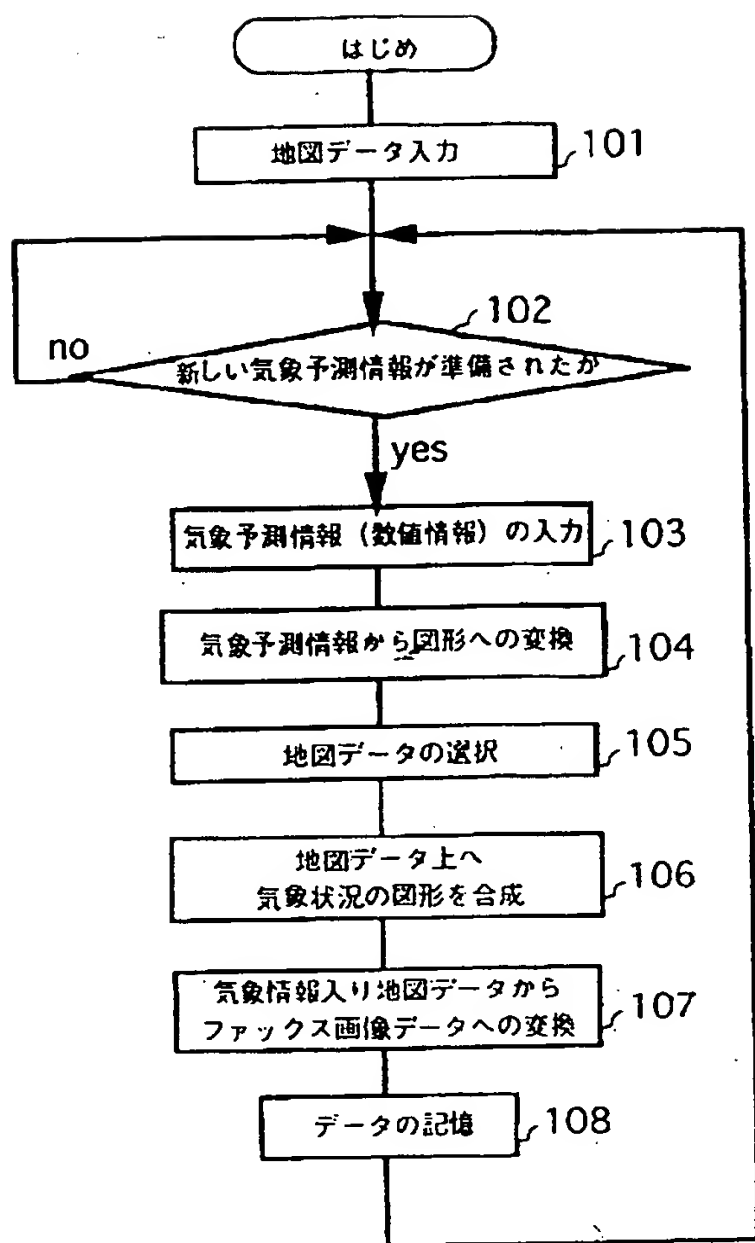 はじめ
地図データ入力
101
102
no
新しい気象予測情報が準備されたか
yes
気象予測情報（数値情報）の入力
103
気象予測情報から図形への変換
104
地図データの選択
105
地図データ上へ
気象状況の図形を合成
106
気象情報入り地図データから
ファックス画像データへの変換
107
データの記憶
108